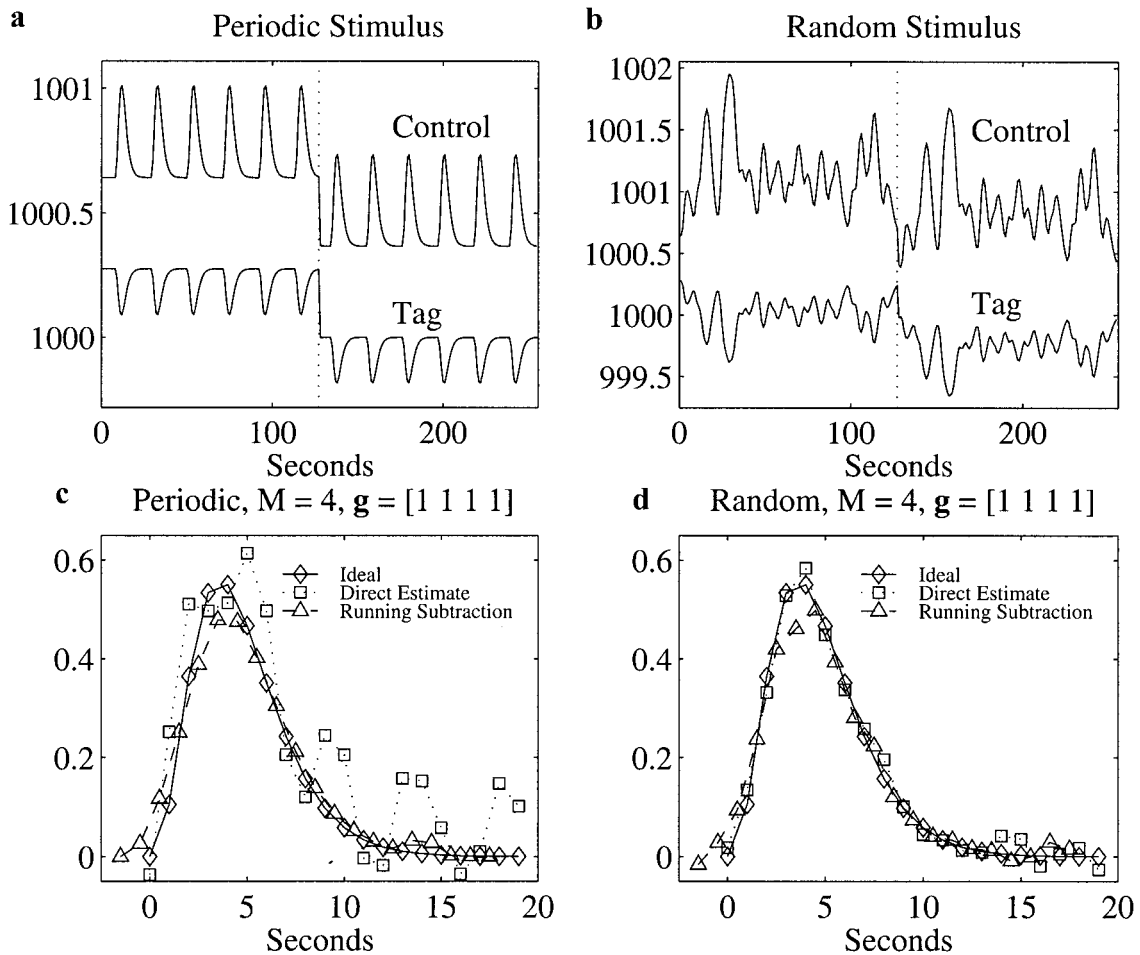 a
Periodic Stimulus
1001
1000.5
1000
Control
Tag
0
100
200
Seconds
b
Random Stimulus
1002
1001.5
1001
1000.5
1000
999.5
Control
Tag
0
100
200
Seconds
c
Periodic, M = 4, g = [1 1 1 1]
0.6
0.4
0.2
0
Ideal
Direct Estimate
Running Subtraction
0
5
10
15
20
Seconds
d
Random, M = 4, g = [1 1 1 1]
0.6
0.4
0.2
0
Ideal
Direct Estimate
Running Subtraction
0
5
10
15
20
Seconds